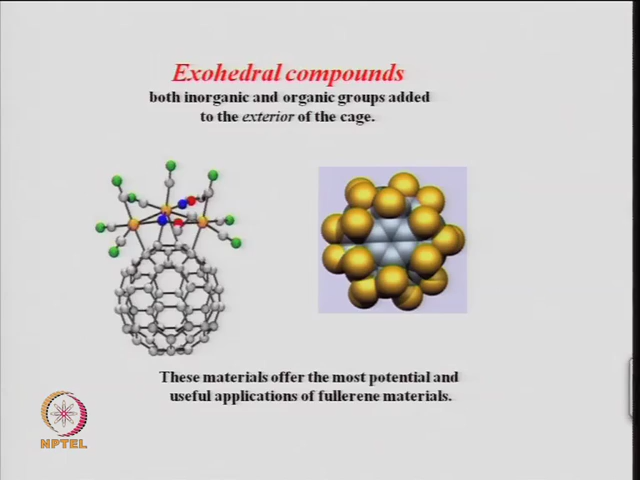 Exohedral compounds
both inorganic and organic groups added
to the exterior of the cage.
These materials offer the most potential and
useful applications of fullerene materials.
NPTEL